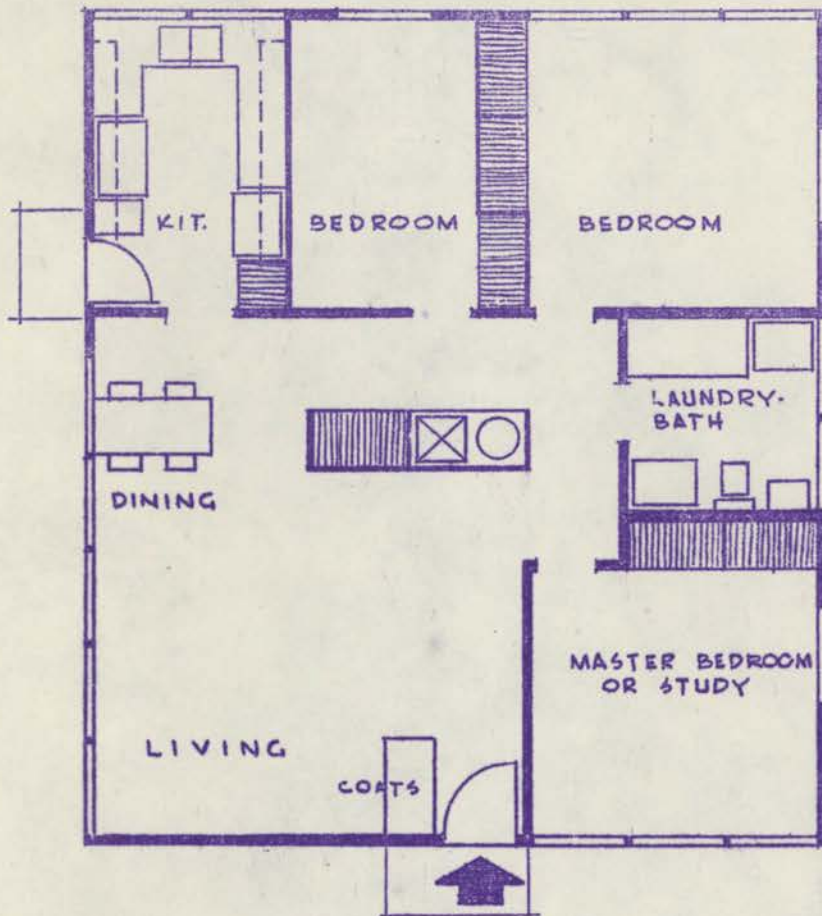 KIT.
BEDROOM
BEDROOM
LAUNDRY-
BATH
DINING
MASTER BEDROOM
OR STUDY
LIVING
COATS